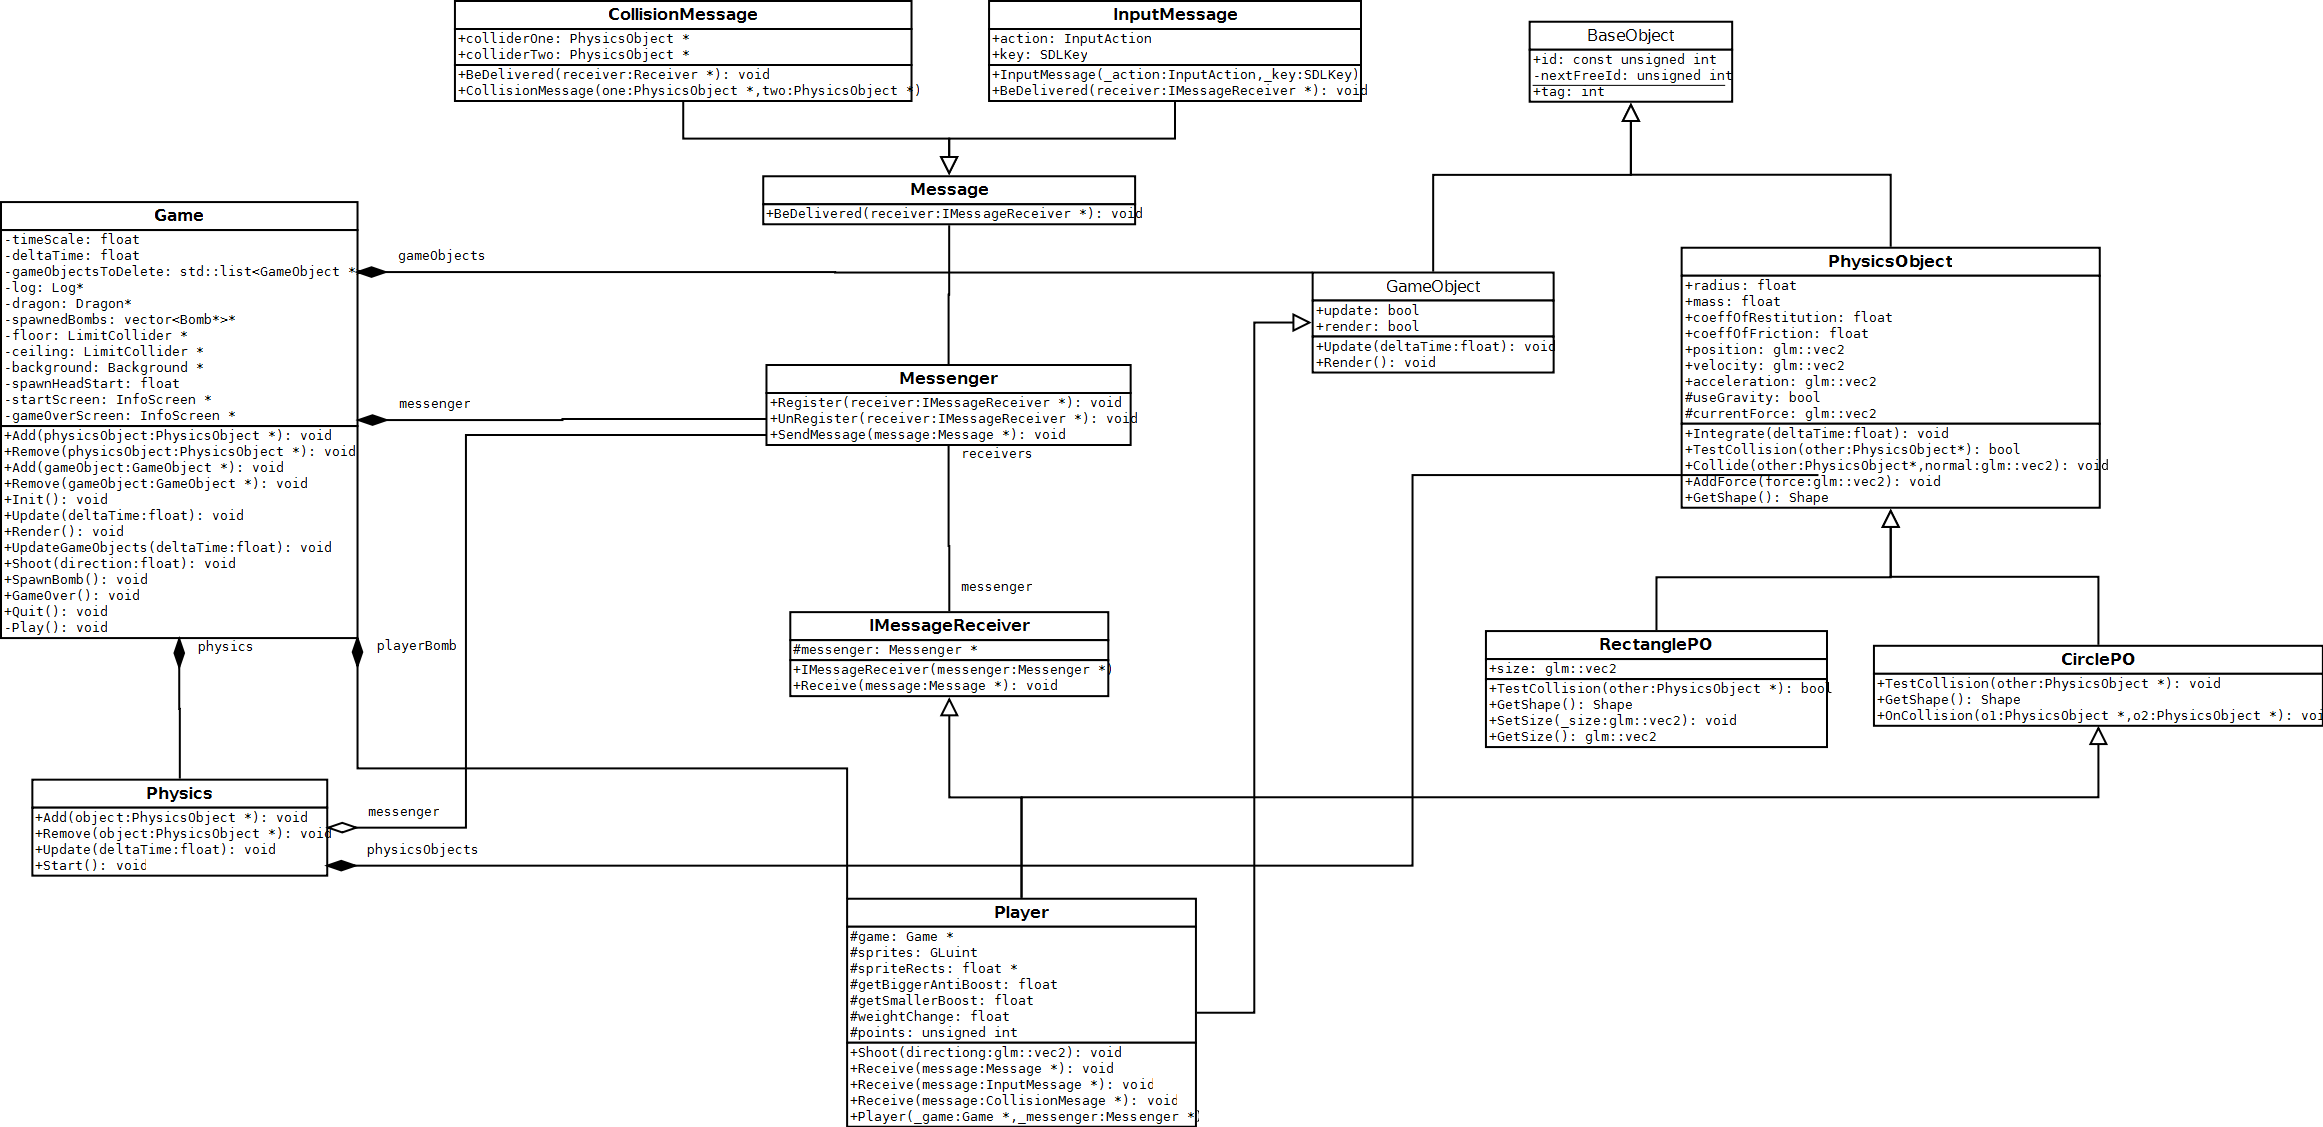 CollisionMessage
+colliderOne: PhysicsObject *
+colliderTwo: PhysicsObject *
+BeDelivered(receiver:Receiver *): void
+CollisionMessage(one:PhysicsObject *,two:PhysicsObject *)
InputMessage
+action: InputAction
+key: SDLKey
+InputMessage(_action:InputAction,_key:SDLKey)
+BeDelivered(receiver:IMessageReceiver *): void
BaseObject
+id: const unsigned int
-nextFreeId: unsigned int
+tag: int
Message
+BeDelivered(receiver:IMessageReceiver *): void
Game
-timeScale: float
-deltaTime: float
-gameObjectsToDelete: std::list<GameObject *
-log: Log*
-dragon: Dragon*
-spawnedBombs: vector<Bomb*>*
-floor: LimitCollider *
-ceiling: LimitCollider *
-background: Background *
-spawnHeadStart: float
-startScreen: InfoScreen *
-gameOverScreen: InfoScreen *
+Add(physicsObject:PhysicsObject *): void
+Remove(physicsObject:PhysicsObject *): void
+Add(gameObject:GameObject *): void
+Remove(gameObject:GameObject *): void
+Init(): void
+Update(deltaTime:float): void
+Render(): void
+UpdateGameObjects(deltaTime:float): void
+Shoot(direction:float): void
+SpawnBomb(): void
+GameOver(): void
+Quit(): void
-Play(): void
gameObjects
messenger
physics
playerBomb
GameObject
+update: bool
+render: bool
+Update(deltaTime:float): void
+Render(): void
PhysicsObject
+radius: float
+mass: float
+coeffOfRestitution: float
+coeffOfFriction: float
+position: glm::vec2
+velocity: glm::vec2
+acceleration: glm::vec2
#useGravity: bool
#currentForce: glm::vec2
+Integrate(deltaTime:float): void
+TestCollision(other:PhysicsObject*): bool
+Collide(other:PhysicsObject*,normal:glm::vec2): void
+AddForce(force:glm::vec2): void
+GetShape(): Shape
Messenger
+Register(receiver:IMessageReceiver *): void
+UnRegister(receiver:IMessageReceiver *): void
+SendMessage(message:Message *): void
receivers
messenger
IMessageReceiver
#messenger: Messenger *
+IMessageReceiver(messenger:Messenger *)
+Receive(message:Message *): void
RectanglePO
+size: glm::vec2
+TestCollision(other:PhysicsObject *): bool
+GetShape(): Shape
+SetSize(_size:glm::vec2): void
+GetSize(): glm::vec2
CirclePO
+TestCollision(other:PhysicsObject *): void
+GetShape(): Shape
+OnCollision(o1:PhysicsObject *,o2:PhysicsObject *): voi
Physics
+Add(object:PhysicsObject *): void
+Remove(object:PhysicsObject *): void
+Update(deltaTime:float): void
+Start(): void
messenger
physicsObjects
Player
#game: Game *
#sprites: GLuint
#spriteRects: float *
#getBiggerAntiBoost: float
#getSmallerBoost: float
#weightChange: float
#points: unsigned int
+Shoot(directiong:glm::vec2): void
+Receive(message:Message *): void
+Receive(message:InputMessage *): void
+Receive(message:CollisionMesage *): void
+Player(_game:Game *,_messenger:Messenger *)